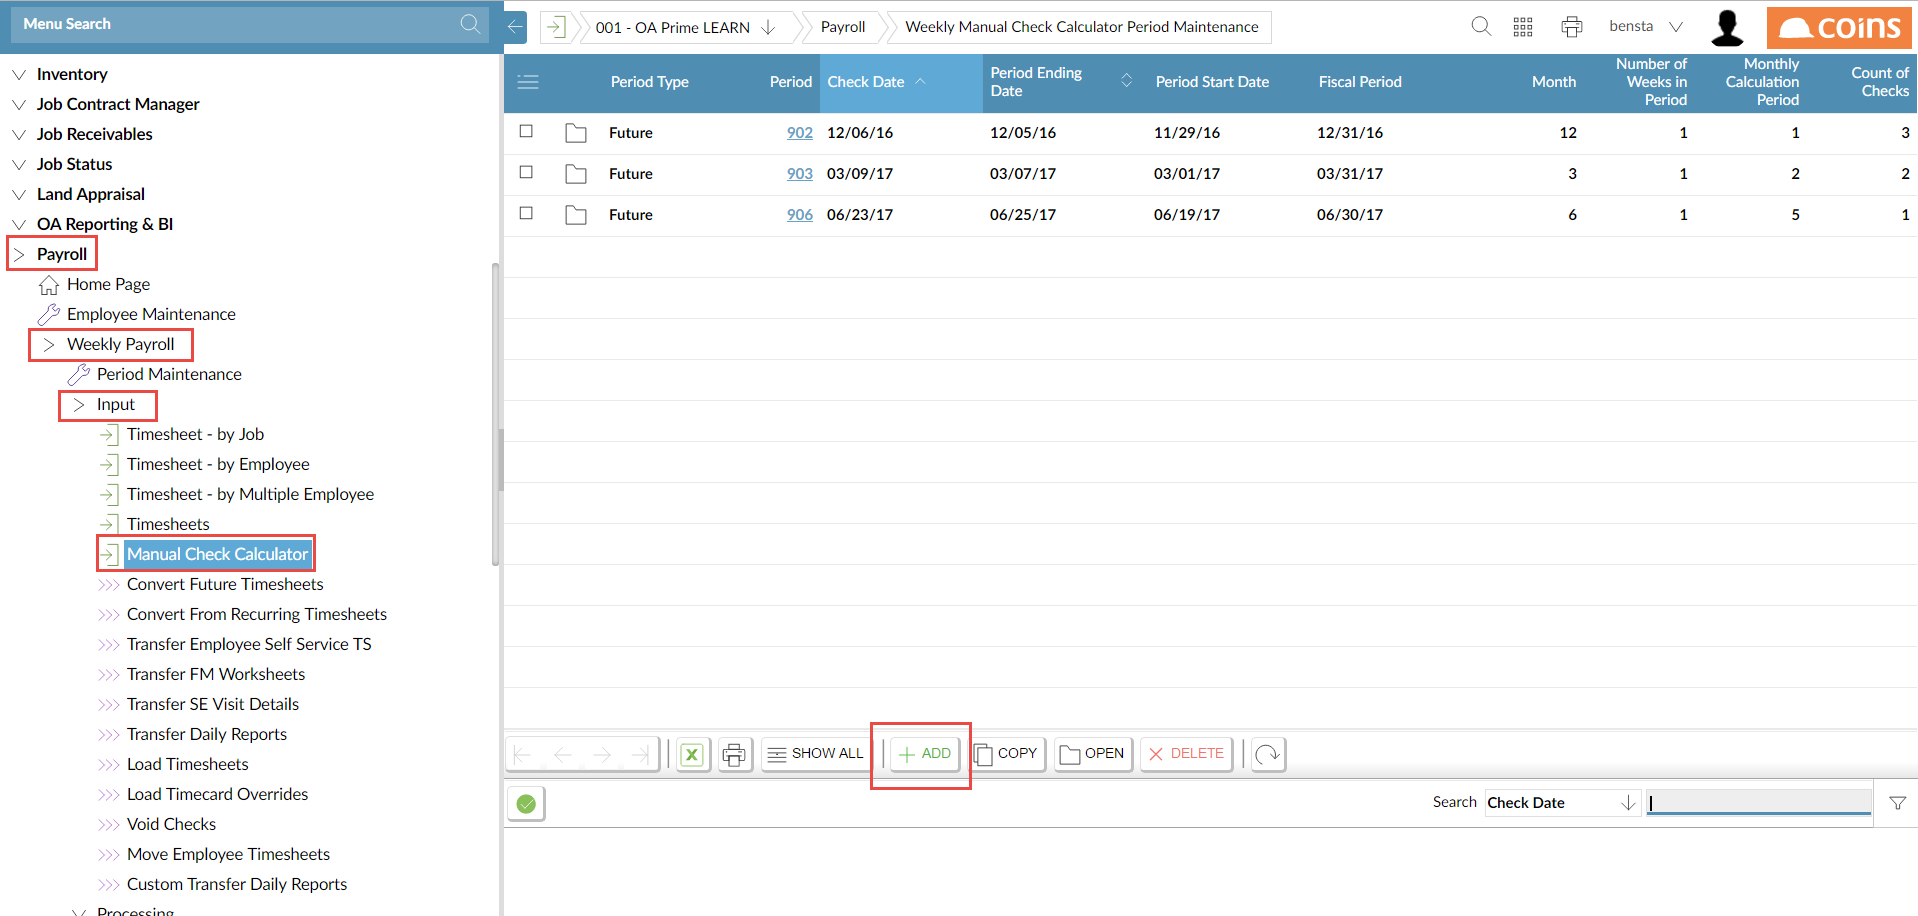 Menu Search
001 - OA Prime LEARN
Payroll
Weekly Manual Check Calculator Period Maintenance
bensta
coins
Inventory
Job Contract Manager
Job Receivables
Job Status
Land Appraisal
OA Reporting & BI
Payroll
Home Page
Employee Maintenance
Weekly Payroll
Period Maintenance
Input
Timesheet - by Job
Timesheet - by Employee
Timesheet - by Multiple Employee
Timesheets
Manual Check Calculator
Convert Future Timesheets
Convert From Recurring Timesheets
Transfer Employee Self Service TS
Transfer FM Worksheets
Transfer SE Visit Details
Transfer Daily Reports
Load Timesheets
Load Timecard Overrides
Void Checks
Move Employee Timesheets
Custom Transfer Daily Reports
Processing
Period Type
Period
Check Date
Period Ending
Date
Period Start Date
Fiscal Period
Month
Number of
Weeks in
Period
Monthly
Calculation
Period
Count of
Checks
Future 902 12/06/16 12/05/16 11/29/16 12/31/16 12 1 1 3
Future 903 03/09/17 03/07/17 03/01/17 03/31/17 3 1 2 2
Future 906 06/23/17 06/25/17 06/19/17 06/30/17 6 1 5 1
SHOW ALL
ADD
COPY
OPEN
DELETE
Search
Check Date